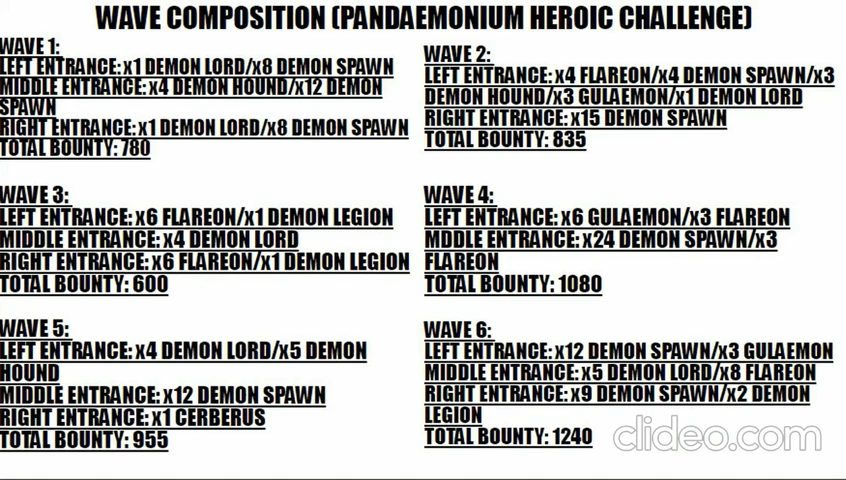 WAVE COMPOSITION (PANDAEMONIUM HEROIC CHALLENGE)
WAVE 1:
LEFT ENTRANCE: x1 DEMON LORD/x8 DEMON SPAWN
MIDDLE ENTRANCE: x4 DEMON HOUND/x12 DEMON
SPAWN
RIGHT ENTRANCE: x1 DEMON LORD/x8 DEMON SPAWN
TOTAL BOUNTY: 780
WAVE 2:
LEFT ENTRANCE: x4 FLAREON/x4 DEMON SPAWN/x3
DEMON HOUND/x3 GULAEMON/x1 DEMON LORD
RIGHT ENTRANCE: x15 DEMON SPAWN
TOTAL BOUNTY: 835
WAVE 3:
LEFT ENTRANCE: x6 FLAREON/x1 DEMON LEGION
MIDDLE ENTRANCE: x4 DEMON LORD
RIGHT ENTRANCE: x6 FLAREON/x1 DEMON LEGION
TOTAL BOUNTY: 600
WAVE 4:
LEFT ENTRANCE: x6 GULAEMON/x3 FLAREON
MDDLE ENTRANCE: x24 DEMON SPAWN/x3
FLAREON
TOTAL BOUNTY: 1080
WAVE 5:
LEFT ENTRANCE: x4 DEMON LORD/x5 DEMON
HOUND
MIDDLE ENTRANCE: x12 DEMON SPAWN
RIGHT ENTRANCE: x1 CERBERUS
TOTAL BOUNTY: 955
WAVE 6:
LEFT ENTRANCE: x12 DEMON SPAWN/x3 GULAEMON
MIDDLE ENTRANCE: x5 DEMON LORD/x8 FLAREON
RIGHT ENTRANCE: x9 DEMON SPAWN/x2 DEMON
LEGION
TOTAL BOUNTY: 1240
clideo.com